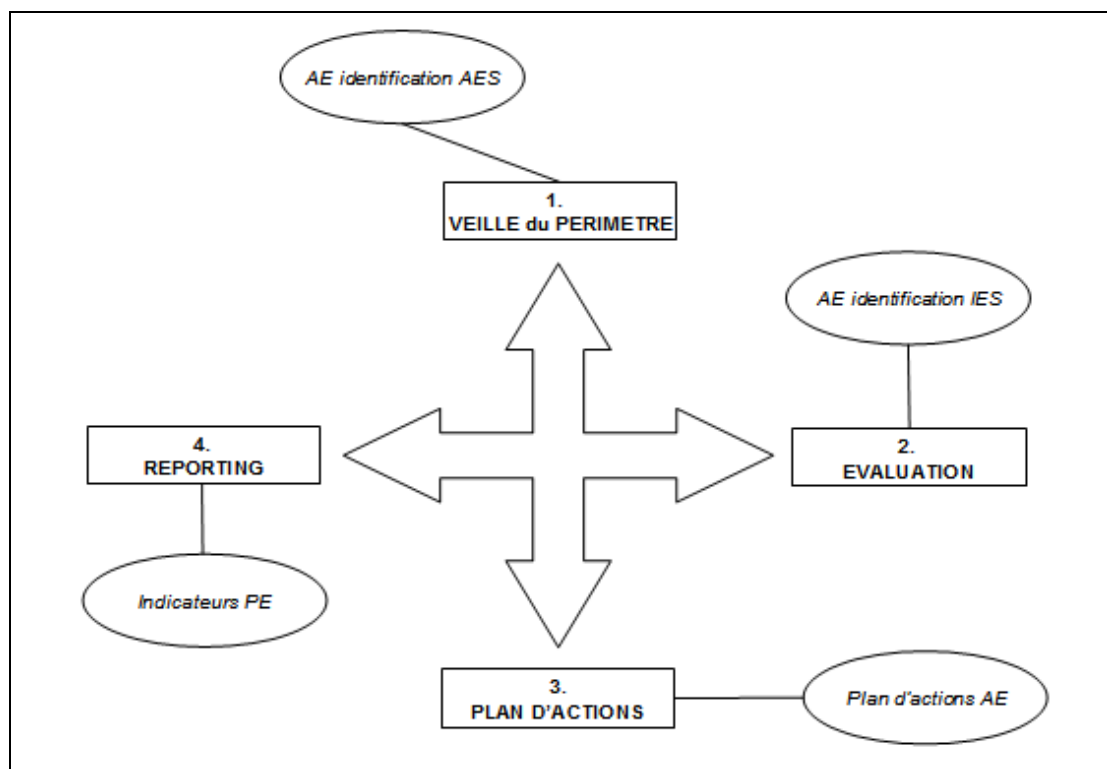 AE identification AES
1.
VEILLE du PERIMETRE
AE identification IES
4.
REPORTING
2.
EVALUATION
Indicateurs PE
3.
PLAN D'ACTIONS
Plan d'actions AE